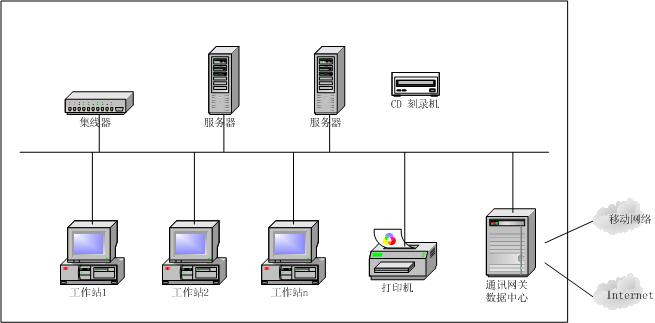 集线器
服务器
服务器
CD 刻录机
工作站1
工作站2
工作站n
打印机
通讯网关
数据中心
移动网络
Internet